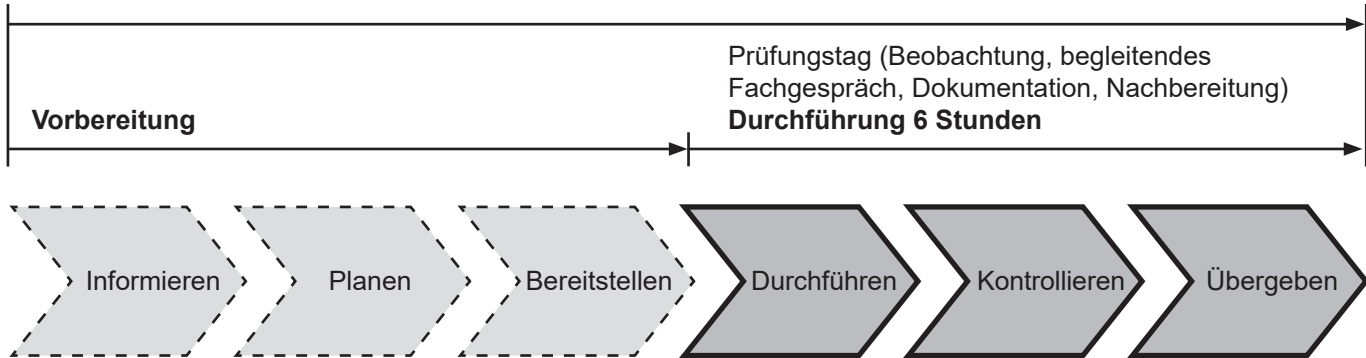 Prüfungstag (Beobachtung, begleitendes
Fachgespräch, Dokumentation, Nachbereitung)
Vorbereitung
Durchführung 6 Stunden
Informieren
Planen
Bereitstellen
Durchführen
Kontrollieren
Übergeben